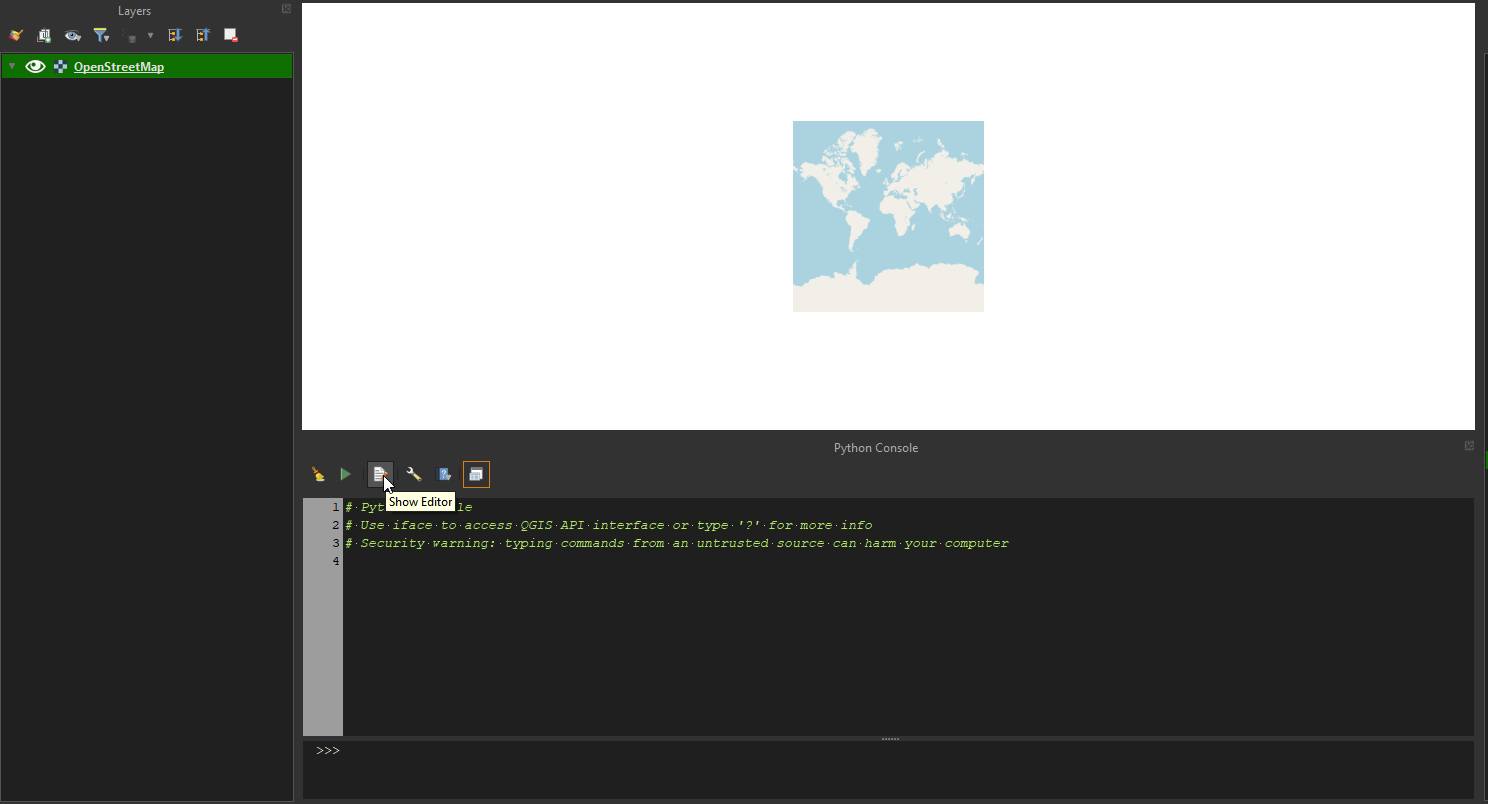 Layers
OpenStreetMap
Python Console
Show Editor
1 #·Pyt le
2 #·Use·iface·to·access·QGIS·API·interface·or·type·'?'·for·more·info
3 #·Security·warning:·typing·commands·from·an·untrusted·source·can·harm·your·computer
4
>>>